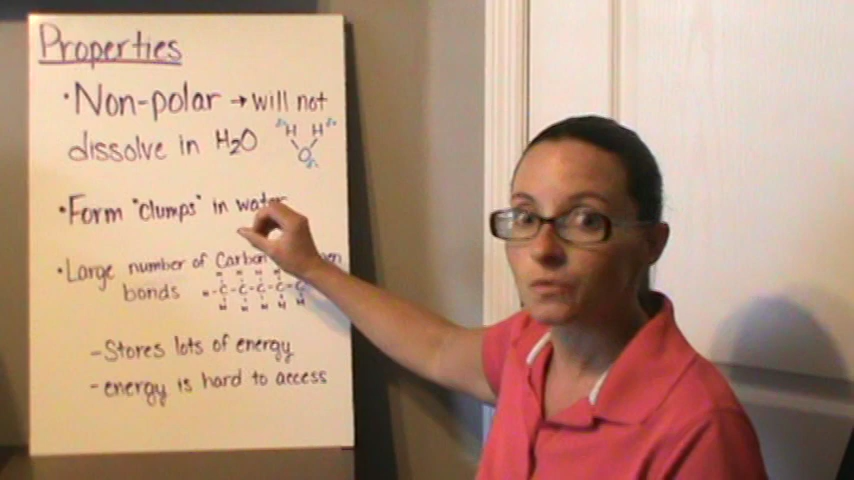 Properties
· Non-polar → will not
dissolve in H2O
δ+ H H δ+
O δ-
· Form "clumps" in water
· Large number of Carbon
bonds
H H H H
H - C - C - C - C - C
H H H H H
- Stores lots of energy
- energy is hard to access